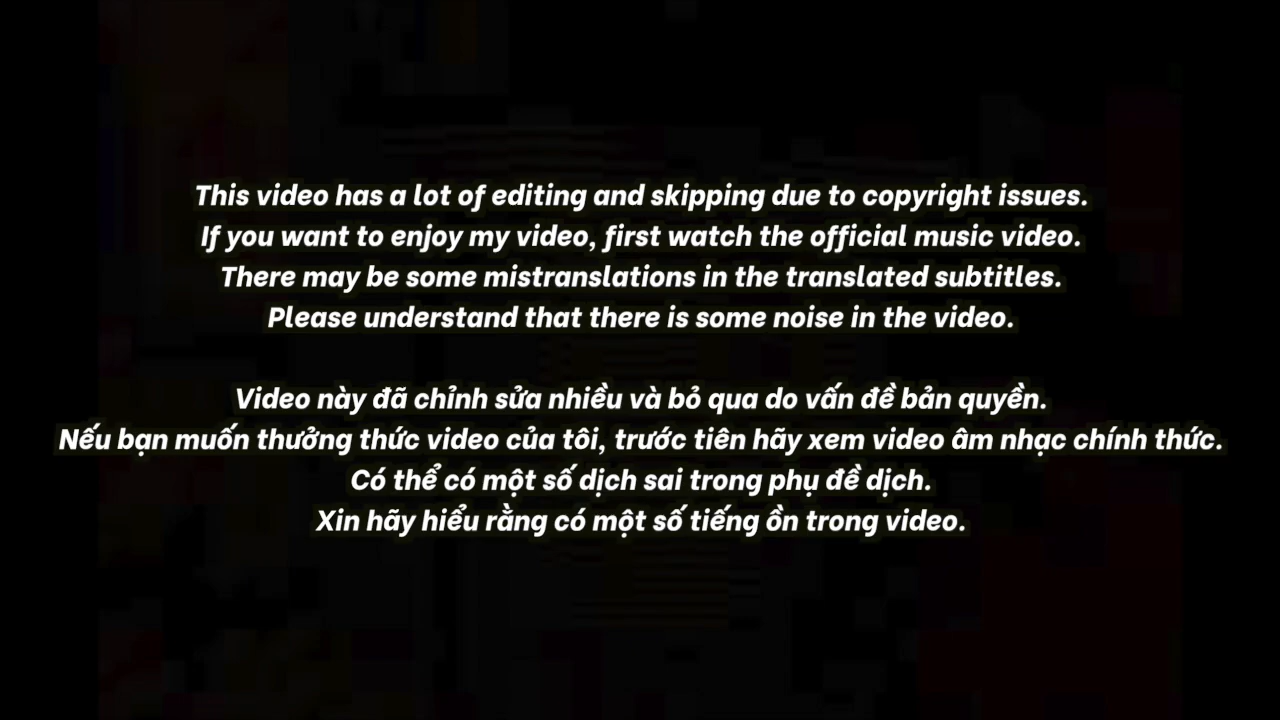 This video has a lot of editing and skipping due to copyright issues.
If you want to enjoy my video, first watch the official music video.
There may be some mistranslations in the translated subtitles.
Please understand that there is some noise in the video.
Video này đã chỉnh sửa nhiều và bỏ qua do vấn đề bản quyền.
Nếu bạn muốn thưởng thức video của tôi, trước tiên hãy xem video âm nhạc chính thức.
Có thể có một số dịch sai trong phụ đề dịch.
Xin hãy hiểu rằng có một số tiếng ồn trong video.